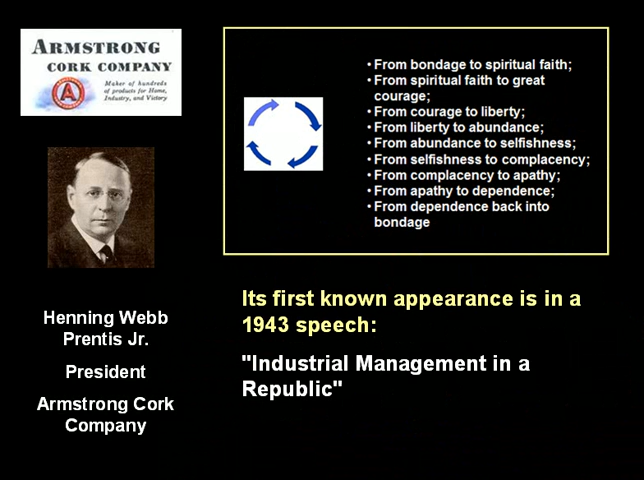 ARMSTRONG
CORK COMPANY
Maker of hundreds
of products for Home,
Industry, and Victory
A
• From bondage to spiritual faith;
• From spiritual faith to great
courage;
• From courage to liberty;
• From liberty to abundance;
• From abundance to selfishness;
• From selfishness to complacency;
• From complacency to apathy;
• From apathy to dependence;
• From dependence back into
bondage
Henning Webb
Prentis Jr.
President
Armstrong Cork
Company
Its first known appearance is in a
1943 speech:
"Industrial Management in a
Republic"